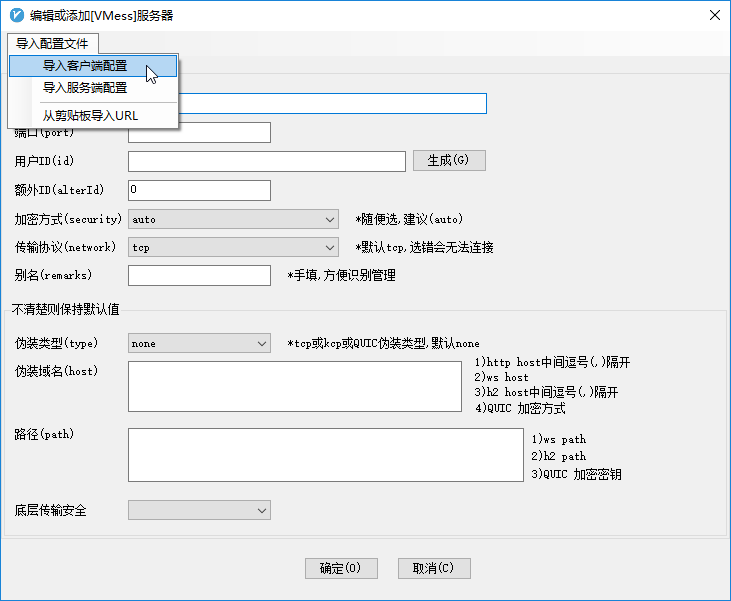 编辑或添加[VMess]服务器
导入配置文件
导入客户端配置
导入服务端配置
从剪贴板导入URL
端口(port)
用户ID(id)
生成(G)
额外ID(alterId)
0
加密方式(security)
auto
*随便选,建议(auto)
传输协议(network)
tcp
*默认tcp,选错会无法连接
别名(remarks)
*手填,方便识别管理
不清楚则保持默认值
伪装类型(type)
none
*tcp或kcp或QUIC伪装类型,默认none
伪装域名(host)
1)http host中间逗号(,)隔开
2)ws host
3)h2 host中间逗号(,)隔开
4)QUIC 加密方式
路径(path)
1)ws path
2)h2 path
3)QUIC 加密密钥
底层传输安全
确定(O)
取消(C)